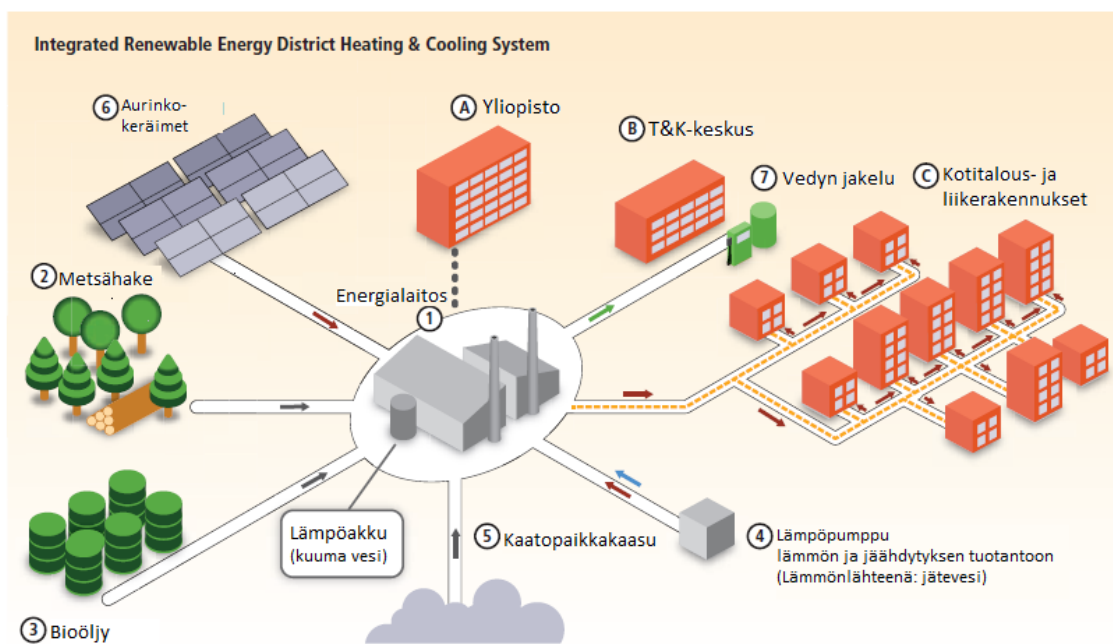 Integrated Renewable Energy District Heating & Cooling System
6 Aurinko-
keräimet
A Yliopisto
B T&K-keskus
7 Vedyn jakelu
C Kotitalous- ja
liikerakennukset
2 Metsähake
Energialaitos
1
Lämpöakku
(kuuma vesi)
5 Kaatopaikkakaasu
4 Lämpöpumppu
lämmön ja jäähdytyksen tuotantoon
(Lämmönlähteenä: jätevesi)
3 Bioöljy